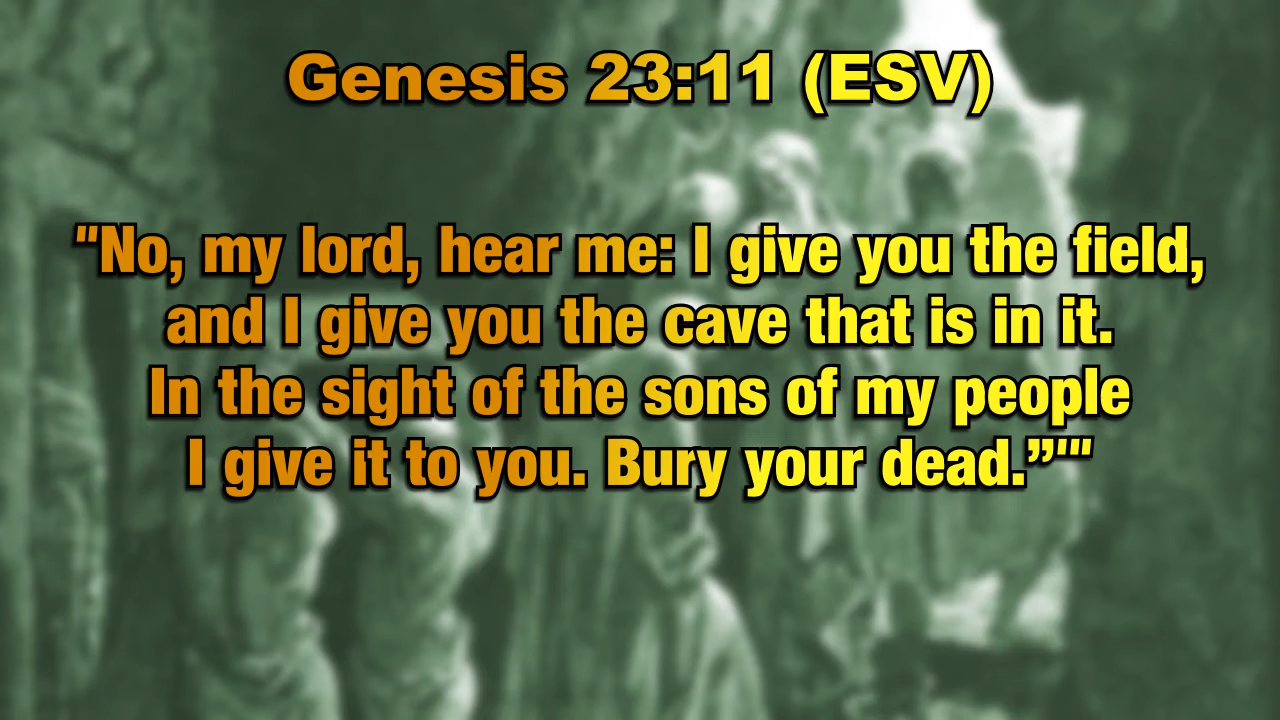 Genesis 23:11 (ESV)
"No, my lord, hear me: I give you the field,
and I give you the cave that is in it.
In the sight of the sons of my people
I give it to you. Bury your dead.”'"